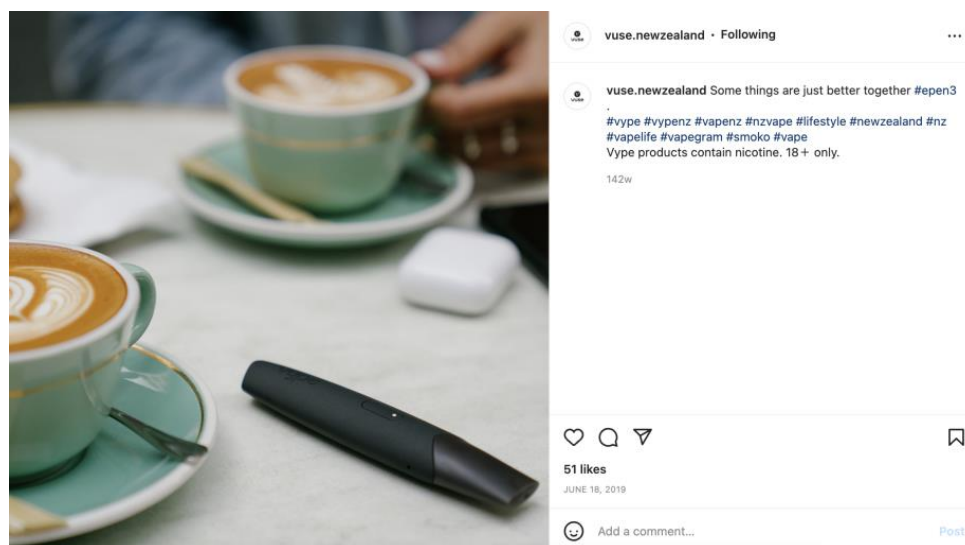 vuse.newzealand • Following
vuse.newzealand Some things are just better together #epen3
.
#vype #vypenz #vapenz #nzvape #lifestyle #newzealand #nz
#vapelife #vapegram #smoko #vape
Vype products contain nicotine. 18+ only.
142w
51 likes
JUNE 18, 2019
Add a comment...
Post